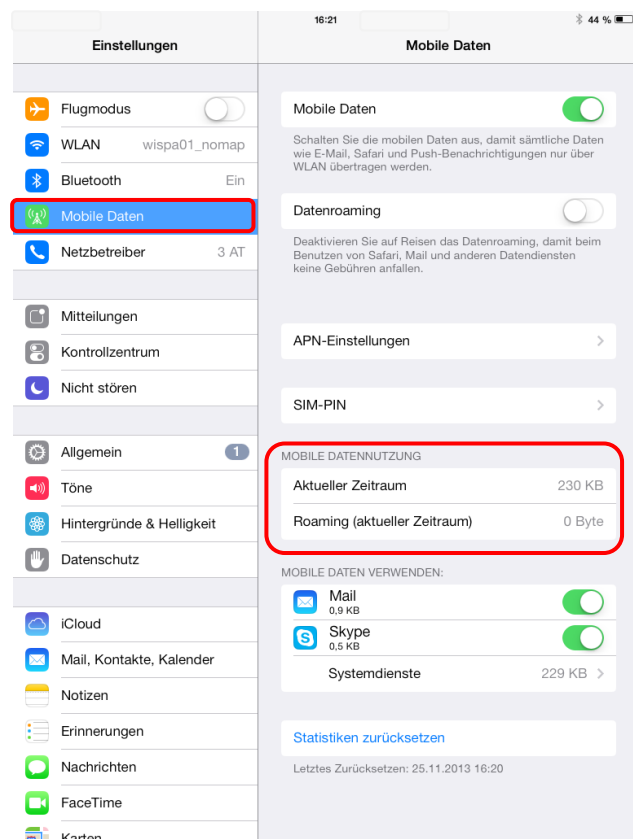 16:21
44 %
Einstellungen
Flugmodus
WLAN wispa01_nomap
Bluetooth Ein
Mobile Daten
Netzbetreiber 3 AT
Mitteilungen
Kontrollzentrum
Nicht stören
Allgemein 1
Töne
Hintergründe & Helligkeit
Datenschutz
iCloud
Mail, Kontakte, Kalender
Notizen
Erinnerungen
Nachrichten
FaceTime
Karten
Mobile Daten
Mobile Daten
Schalten Sie die mobilen Daten aus, damit sämtliche Daten
wie E-Mail, Safari und Push-Benachrichtigungen nur über
WLAN übertragen werden.
Datenroaming
Deaktivieren Sie auf Reisen das Datenroaming, damit beim
Benutzen von Safari, Mail und anderen Datendiensten
keine Gebühren anfallen.
APN-Einstellungen
SIM-PIN
MOBILE DATENNUTZUNG
Aktueller Zeitraum 230 KB
Roaming (aktueller Zeitraum) 0 Byte
MOBILE DATEN VERWENDEN:
Mail
0,9 KB
Skype
0,5 KB
Systemdienste 229 KB
Statistiken zurücksetzen
Letztes Zurücksetzen: 25.11.2013 16:20